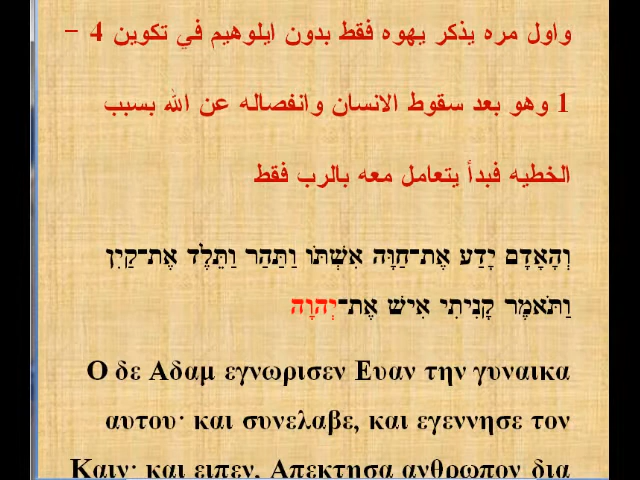 واول مره يذكر يهوه فقط بدون ايلوهيم في تكوين 4 –
1 وهو بعد سقوط الانسان وانفصاله عن الله بسبب
الخطيه فبدأ يتعامل معه بالرب فقط
וְהָאָדָם יָדַע אֶת־חַוָּה אִשְׁתֹּו וַתַּהַר וַתֵּלֶד אֶת־קַיִן
וַתֹּאמֶר קָנִיתִי אִישׁ אֶת־יְהוָה
Ο δε Αδαμ εγνωρισεν Ευαν την γυναικα
αυτου· και συνελαβε, και εγεννησε τον
Καιν· και ειπεν, Απεκτησα ανθρωπον δια